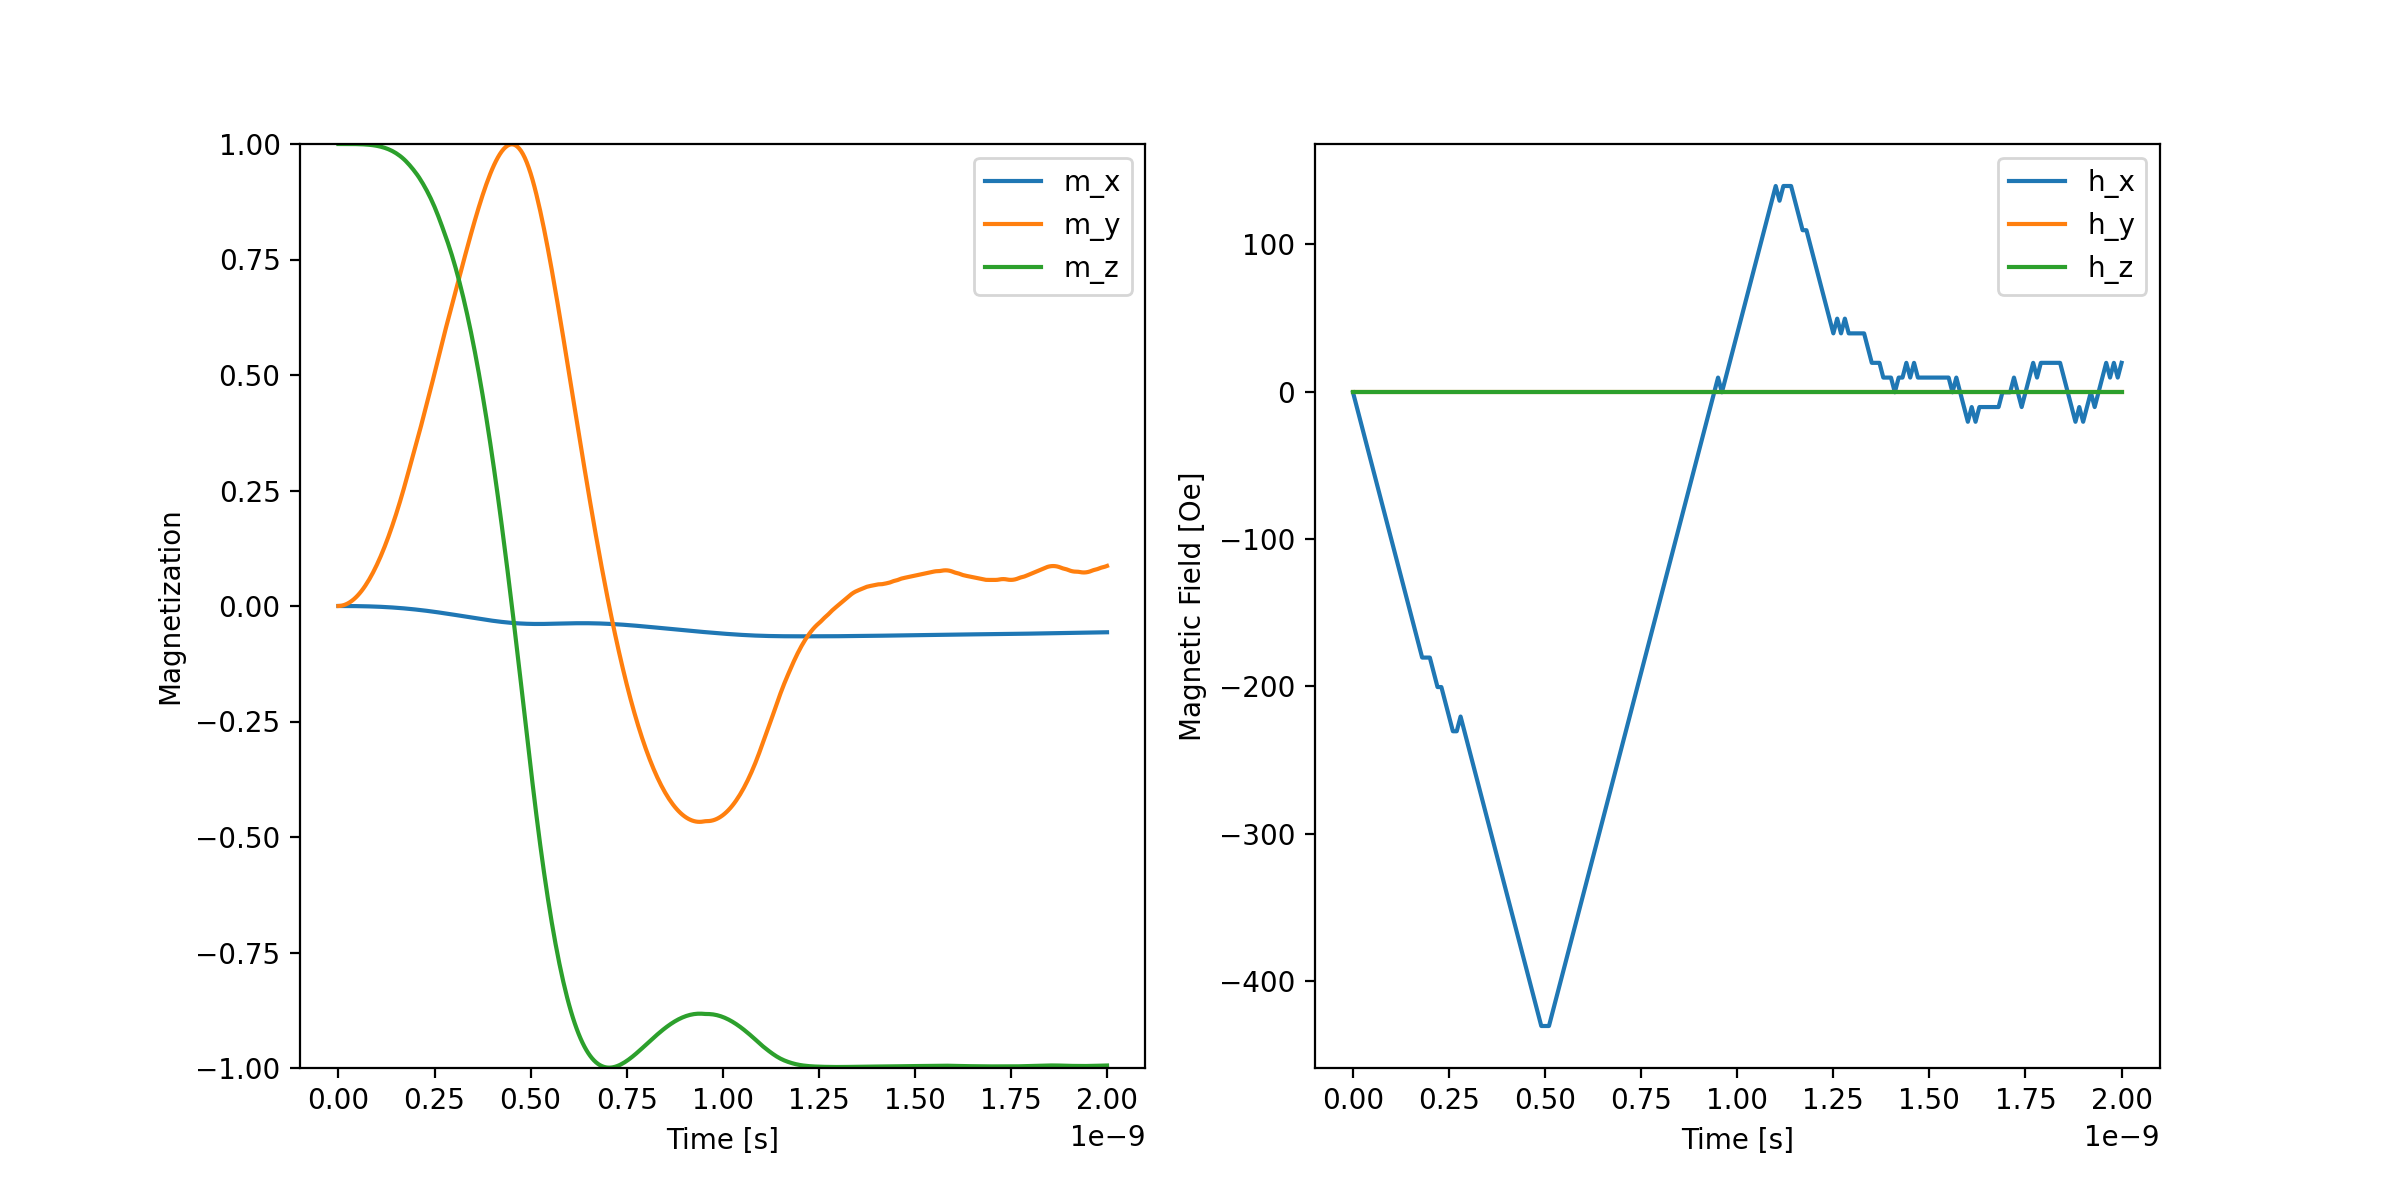 1.00
0.75
0.50
0.25
0.00
−0.25
−0.50
−0.75
−1.00
Magnetization
m_x
m_y
m_z
0.00 0.25 0.50 0.75 1.00 1.25 1.50 1.75 2.00
Time [s]
1e−9
100
0
−100
−200
−300
−400
Magnetic Field [Oe]
h_x
h_y
h_z
0.00 0.25 0.50 0.75 1.00 1.25 1.50 1.75 2.00
Time [s]
1e−9